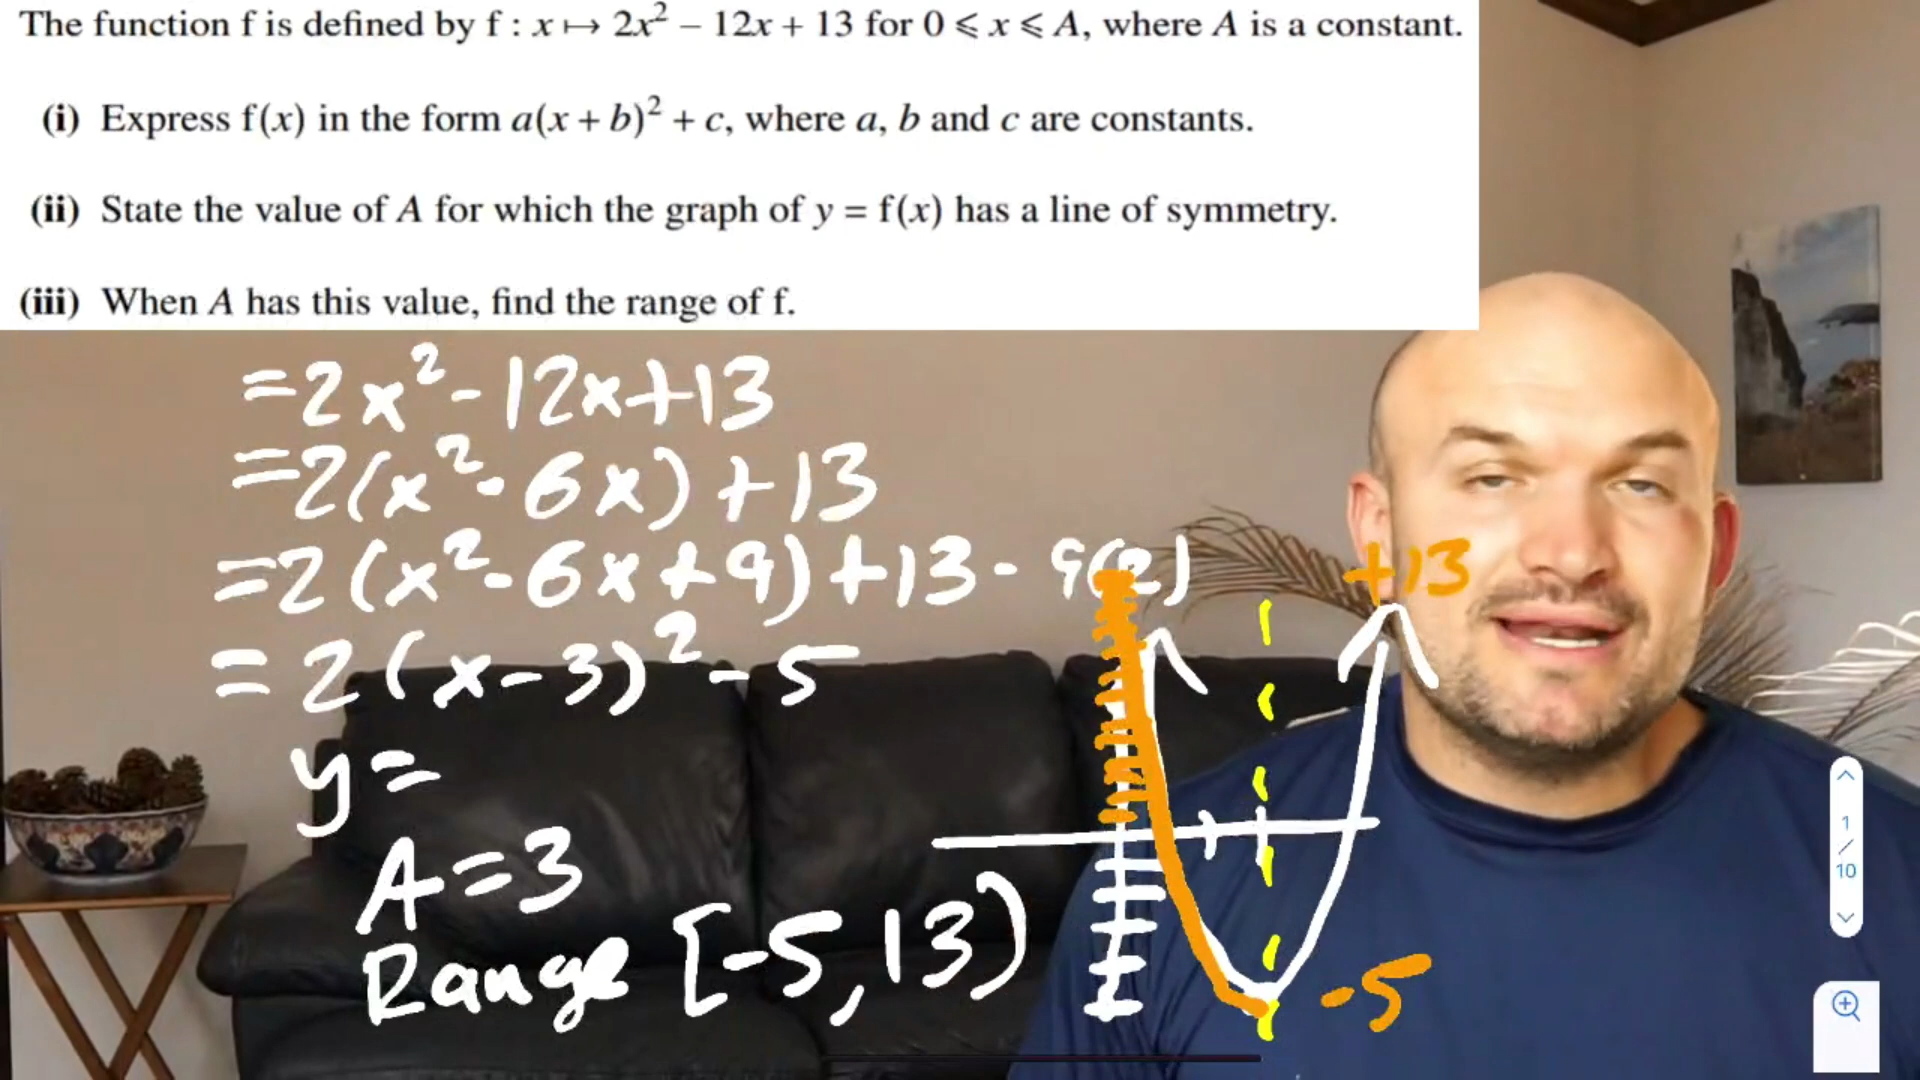 The function f is defined by f : x ↦ 2x² − 12x + 13 for 0 ⩽ x ⩽ A, where A is a constant.
(i) Express f(x) in the form a(x + b)² + c, where a, b and c are constants.
(ii) State the value of A for which the graph of y = f(x) has a line of symmetry.
(iii) When A has this value, find the range of f.
=2x²-12x+13
=2(x²-6x)+13
=2(x²-6x+9)+13-9(2)
=2(x-3)²-5
y=
A=3
Range [-5,13)
+13
-5
1
/
10